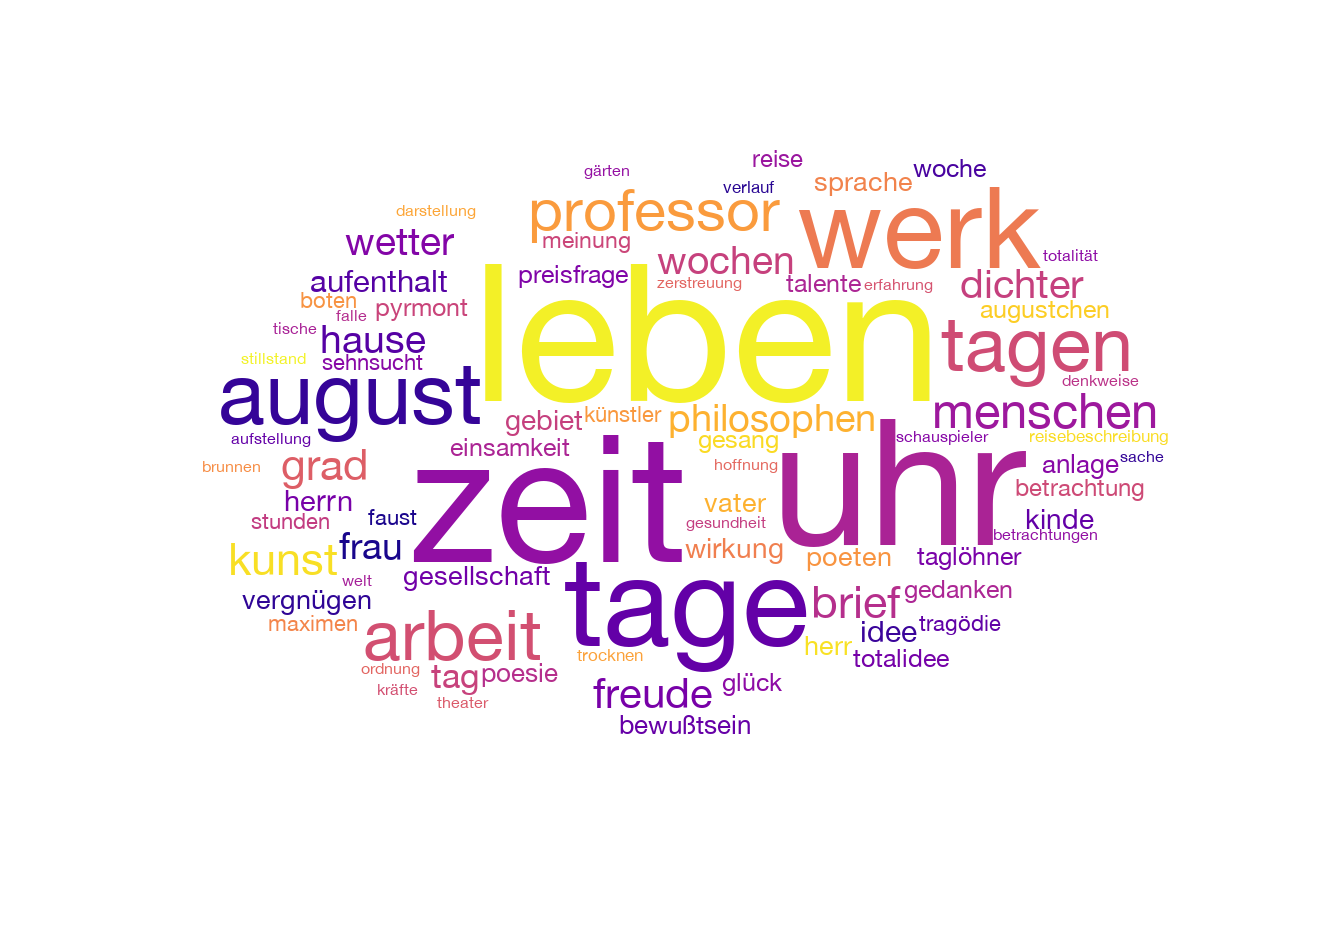 reise
woche
gärten
verlauf
sprache
darstellung
professor
werk
wetter
meinung
wochen
totalität
aufenthalt
preisfrage
zerstreuung
talente
erfahrung
dichter
boten
pyrmont
leben
augustchen
falle
tische
hause
tagen
stillstand
sehnsucht
denkweise
august
gebiet
künstler
philosophen
menschen
aufstellung
einsamkeit
gesang
schauspieler
reisebeschreibung
brunnen
grad
hoffnung
anlage
sache
herrn
zeit
uhr
betrachtung
stunden
faust
vater
gesundheit
kinde
betrachtungen
kunst
frau
wirkung
poeten
taglöhner
welt
gesellschaft
vergnügen
tage
brief
gedanken
maximen
arbeit
idee
tragödie
herr
trocknen
totalidee
ordnung
tag
poesie
kräfte
freude
glück
theater
bewußtsein